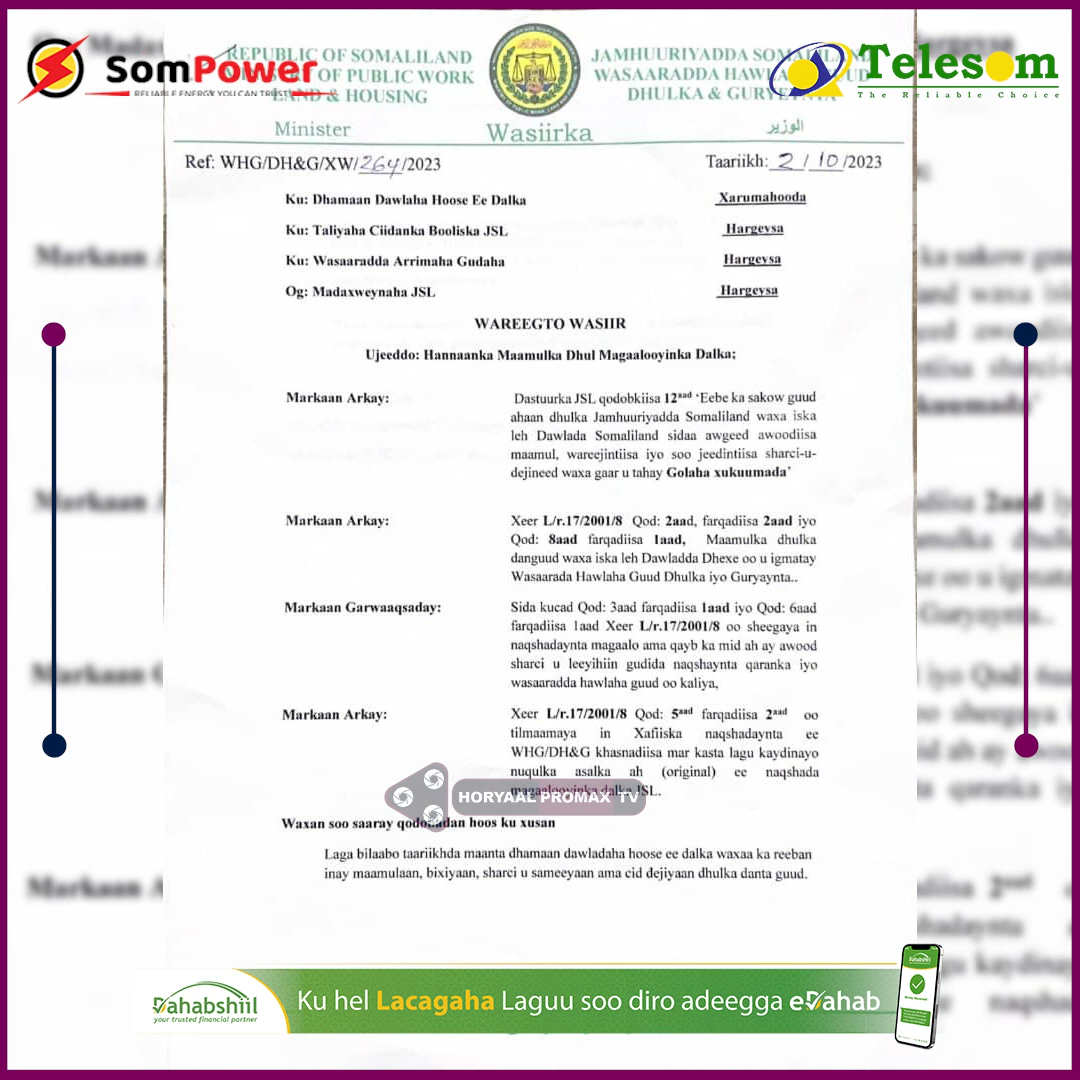 SomPower
RELIABLE ENERGY YOU CAN TRUST
Telesom
The Reliable Choice
REPUBLIC OF SOMALILAND
OF PUBLIC WORK
LAND & HOUSING
JAMHUURIYADDA
WASAARADDA
DHULKA &
Minister
Wasiirka
الوزير
Ref: WHG/DH&G/XW/264/2023
Taariikh: 2/10/2023
Ku: Dhamaan Dawlaha Hoose Ee Dalka Xarumahooda
Ku: Taliyaha Ciidanka Booliska JSL Hargeysa
Ku: Wasaaradda Arrimaha Gudaha Hargeysa
Og: Madaxweynaha JSL Hargeysa
WAREEGTO WASIIR
Ujeeddo: Hannaanka Maamulka Dhul Magaalooyinka Dalka;
Markaan Arkay: Dastuurka JSL qodobkiisa 12aad ‘Eebe ka sakow guud
ahaan dhulka Jamhuuriyadda Somaliland waxa iska
leh Dawlada Somaliland sidaa awgeed awoodiisa
maamul, wareejintiisa iyo soo jeedintiisa sharci-u-
dejineed waxa gaar u tahay Golaha xukuumada’
Markaan Arkay: Xeer L/r.17/2001/8 Qod: 2aad, farqadiisa 2aad iyo
Qod: 8aad farqadiisa 1aad, Maamulka dhulka
danguud waxa iska leh Dawladda Dhexe oo u igmatay
Wasaarada Hawlaha Guud Dhulka iyo Guryaynta..
Markaan Garwaaqsaday: Sida kucad Qod: 3aad farqadiisa 1aad iyo Qod: 6aad
farqadiisa 1aad Xeer L/r.17/2001/8 oo sheegaya in
naqshadaynta magaalo ama qayb ka mid ah ay awood
sharci u leeyihiin gudida naqshaynta qaranka iyo
wasaaradda hawlaha guud oo kaliya,
Markaan Arkay: Xeer L/r.17/2001/8 Qod: 5aad farqadiisa 2aad oo
tilmaamaya in Xafiiska naqshadaynta ee
WHG/DH&G khasnadiisa mar kasta lagu kaydinayo
nuqulka asalka ah (original) ee naqshada
magaalooyinka dalka JSL.
HORYAAL PROMAX TV
Waxan soo saaray qodobadan hoos ku xusan
Laga bilaabo taariikhda maanta dhamaan dawladaha hoose ee dalka waxaa ka reeban
inay maamulaan, bixiyaan, sharci u sameeyaan ama cid dejiyaan dhulka danta guud.
Dahabshiil
your trusted financial partner
Ku hel Lacagaha Laguu soo diro adeegga eDahab